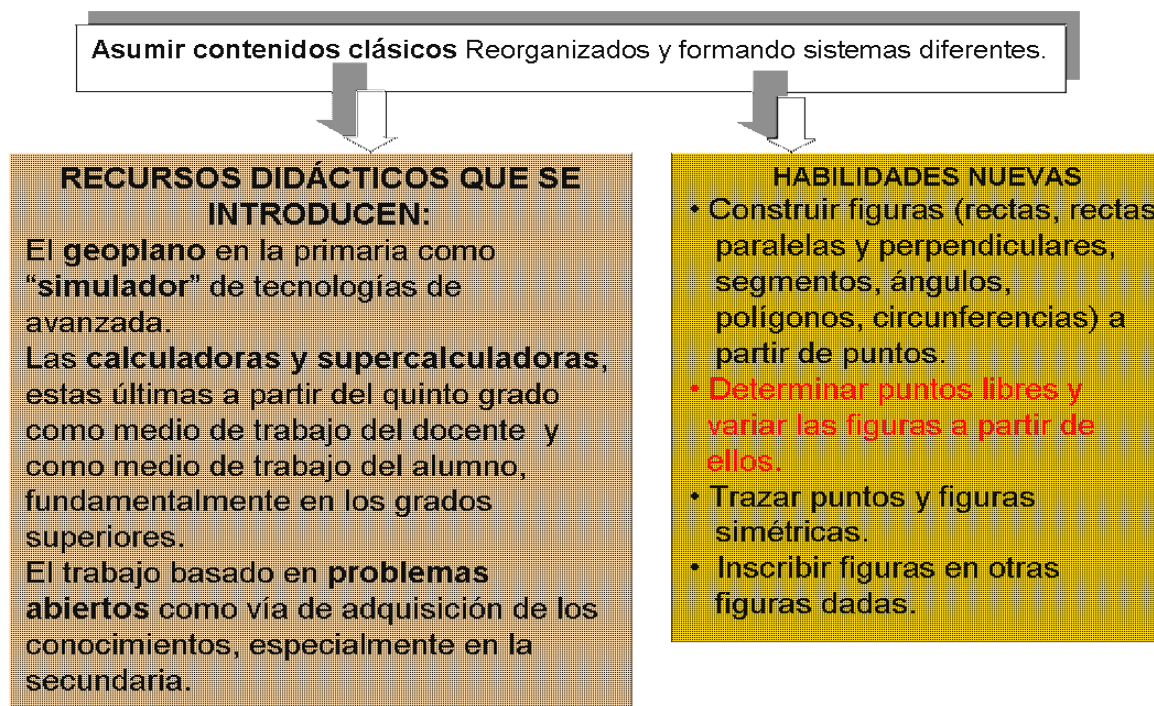 Asumir contenidos clásicos Reorganizados y formando sistemas diferentes.
RECURSOS DIDÁCTICOS QUE SE
INTRODUCEN:
El geoplano en la primaria como
“simulador” de tecnologías de
avanzada.
Las calculadoras y supercalculadoras,
estas últimas a partir del quinto grado
como medio de trabajo del docente y
como medio de trabajo del alumno,
fundamentalmente en los grados
superiores.
El trabajo basado en problemas
abiertos como vía de adquisición de los
conocimientos, especialmente en la
secundaria.
HABILIDADES NUEVAS
• Construir figuras (rectas, rectas
paralelas y perpendiculares,
segmentos, ángulos,
polígonos, circunferencias) a
partir de puntos.
• Determinar puntos libres y
variar las figuras a partir de
ellos.
• Trazar puntos y figuras
simétricas.
• Inscribir figuras en otras
figuras dadas.